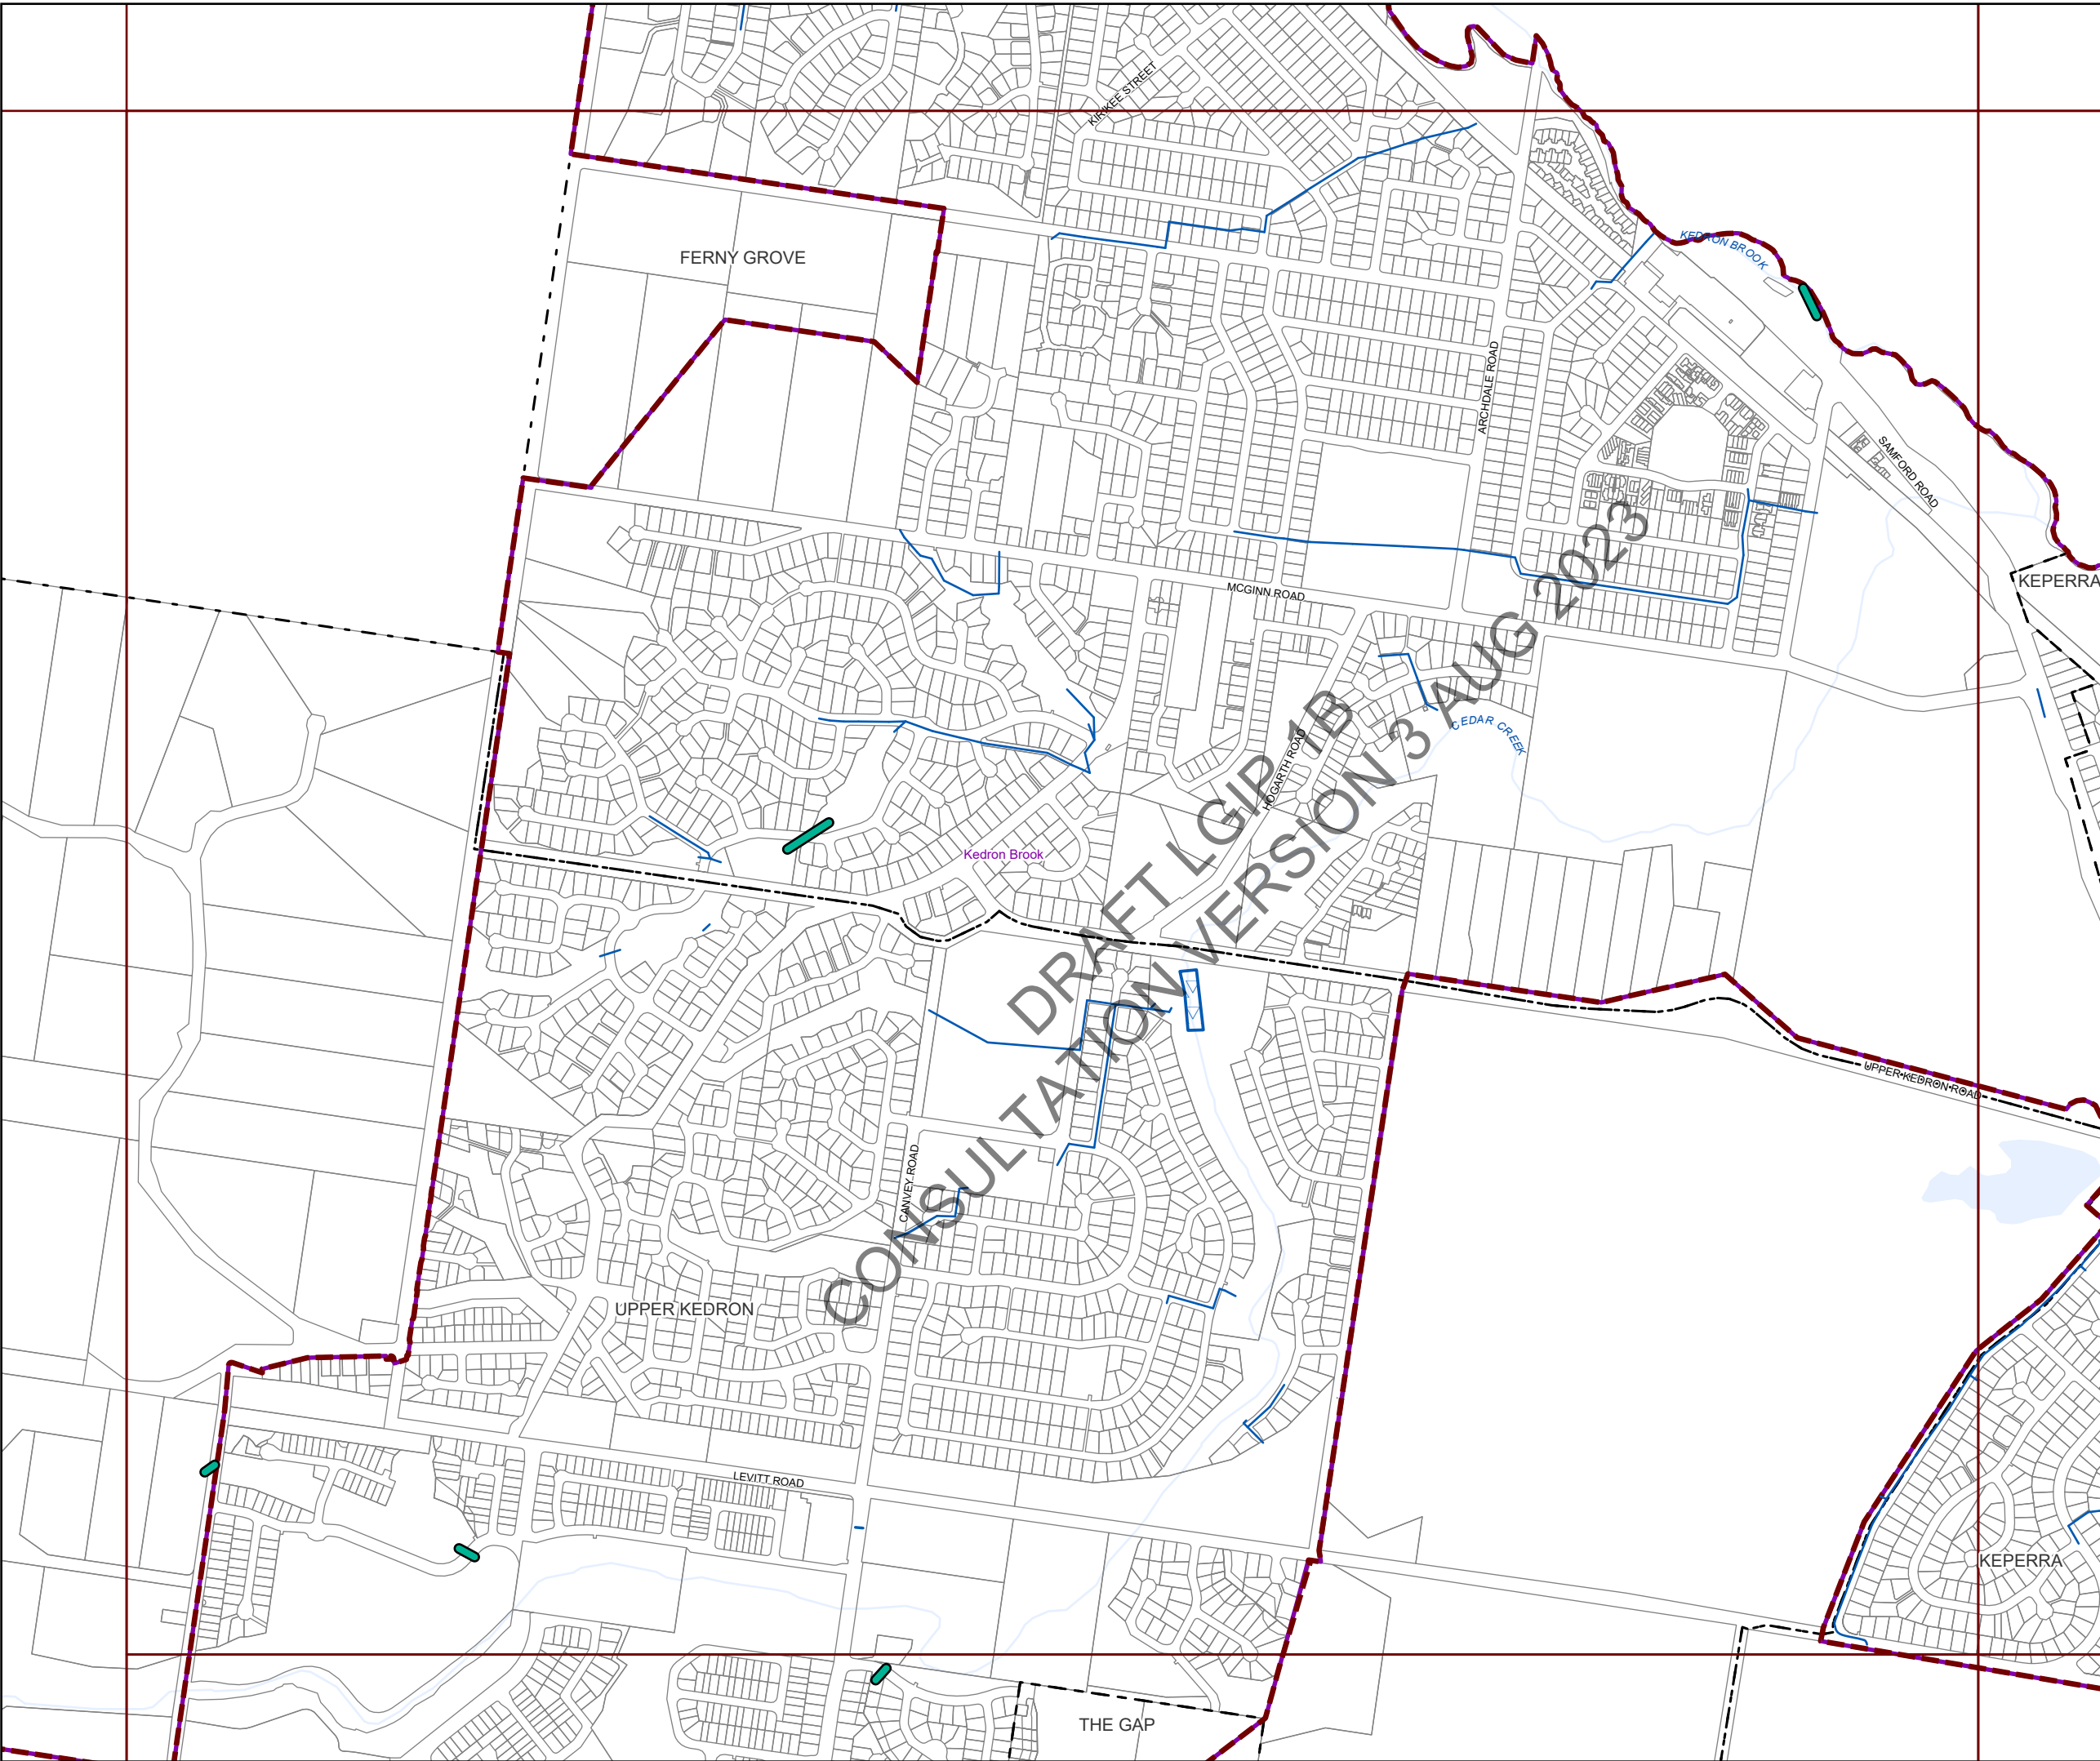 KIRIKEE STREET
FERNY GROVE
KEDRON BROOK
ARCHDALE ROAD
SAMFORD ROAD
KEPERRA
MCGINN ROAD
HOGARTH ROAD
CEDAR CREEK
Kedron Brook
DRAFT LGIP 1B
CONSULTATION VERSION 3 AUG 2023
UPPER KEDRON ROAD
CANVEY ROAD
UPPER KEDRON
LEVITT ROAD
KEPERRA
THE GAP